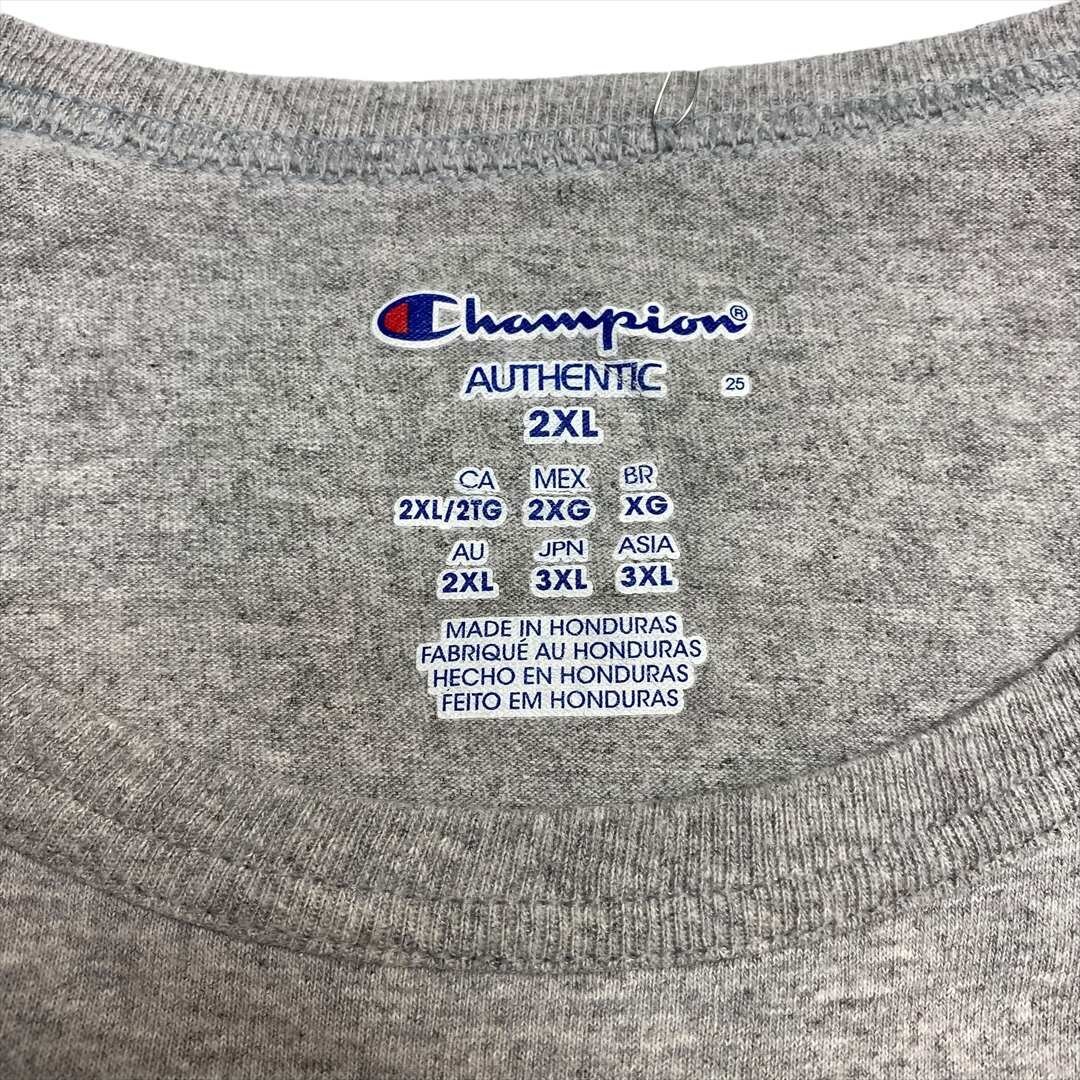 Champion®
AUTHENTIC 25
2XL
CA MEX BR
2XL/2TG 2XG XG
AU JPN ASIA
2XL 3XL 3XL
MADE IN HONDURAS
FABRIQUÉ AU HONDURAS
HECHO EN HONDURAS
FEITO EM HONDURAS